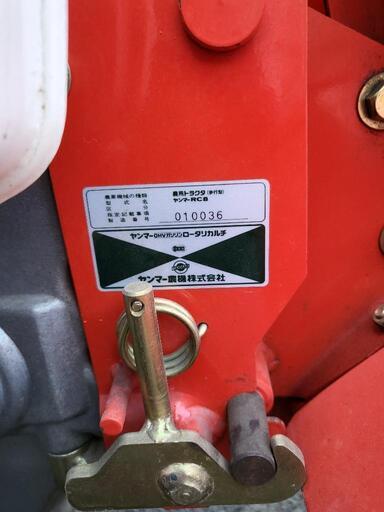 農業機械の種類 農用トラクタ(歩行型)
型式名 ヤンマーRC8
区分
指定記載事項
製造番号 010036
ヤンマーOHVガソリンロータリカルチ
ヤンマー農機株式会社